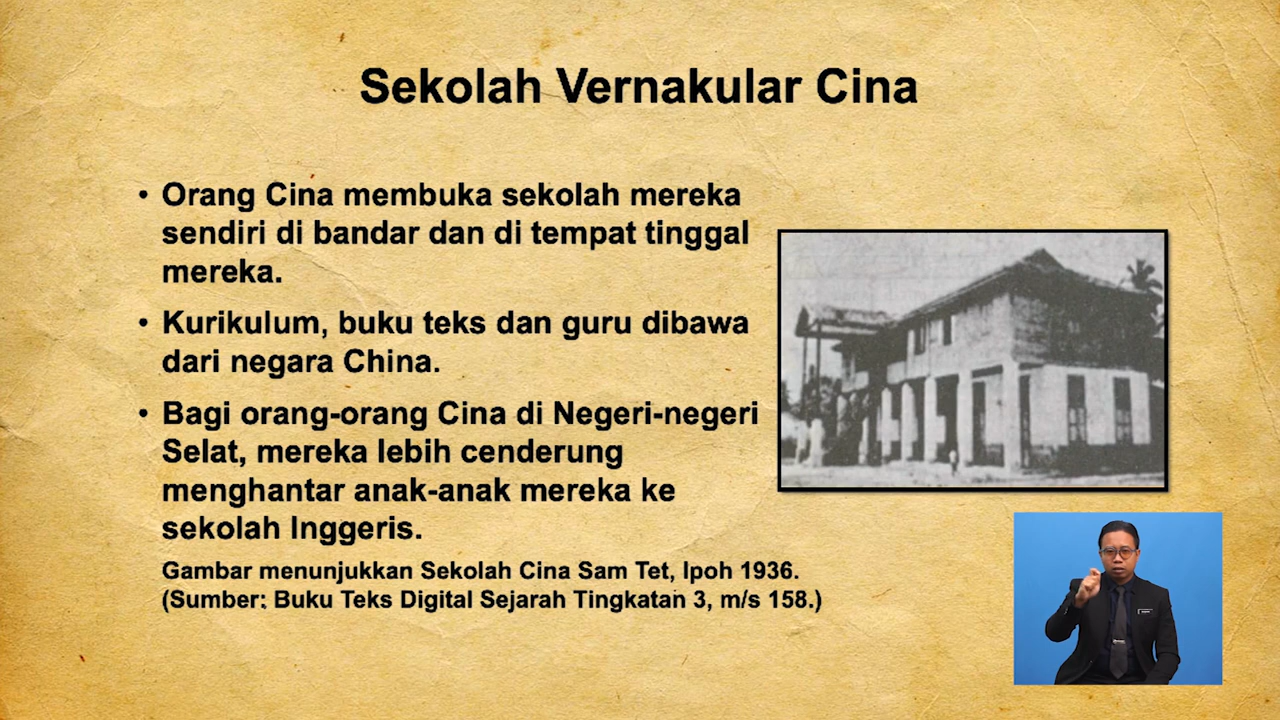 Sekolah Vernakular Cina
• Orang Cina membuka sekolah mereka
sendiri di bandar dan di tempat tinggal
mereka.
• Kurikulum, buku teks dan guru dibawa
dari negara China.
• Bagi orang-orang Cina di Negeri-negeri
Selat, mereka lebih cenderung
menghantar anak-anak mereka ke
sekolah Inggeris.
Gambar menunjukkan Sekolah Cina Sam Tet, Ipoh 1936.
(Sumber: Buku Teks Digital Sejarah Tingkatan 3, m/s 158.)